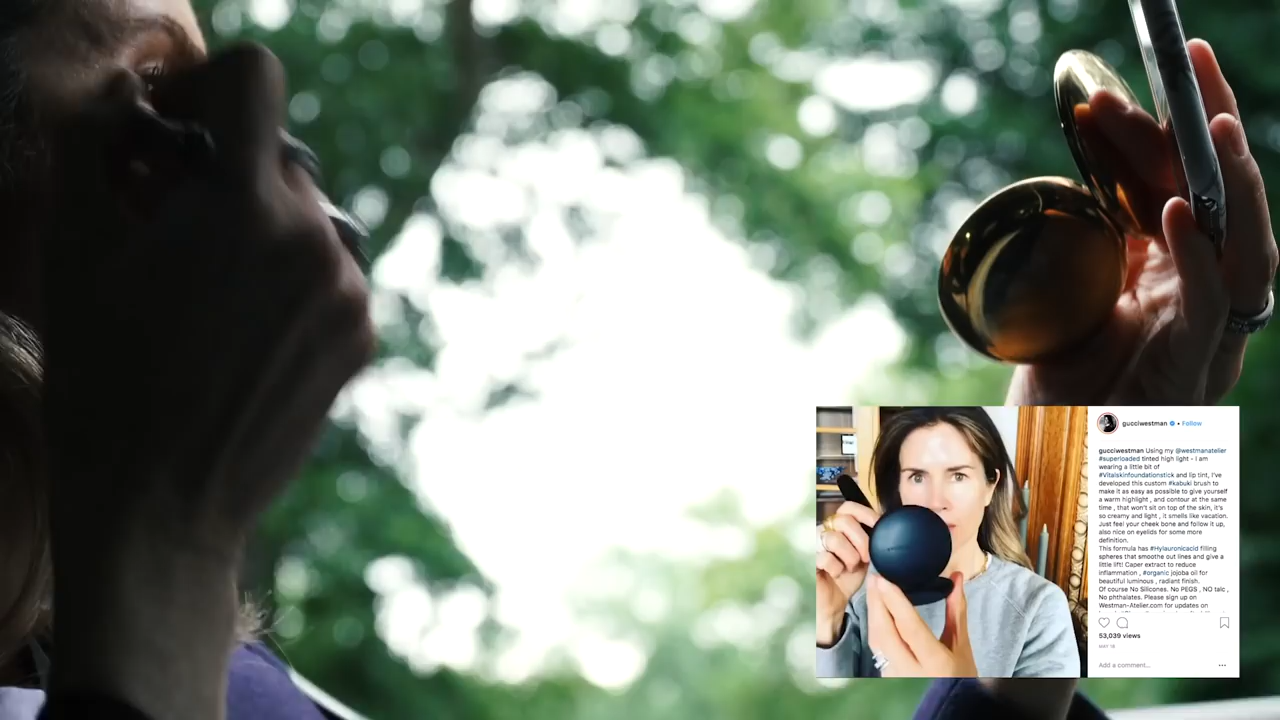 gucciwestman • Follow
gucciwestman Using my @westmanatelier
#superloaded tinted high light - I am
wearing a little bit of
#Vitalskinfoundationstick and lip tint, I've
developed this custom #kabuki brush to
make it as easy as possible to give yourself
a warm highlight , and contour at the same
time , that won't sit on top of the skin, it's
so creamy and light , it smells like vacation.
Just feel your cheek bone and follow it up,
also nice on eyelids for some more
definition.
This formula has #Hylauronicacid filling
spheres that smoothe out lines and give a
little lift! Caper extract to reduce
inflammation , #organic jojoba oil for
beautiful luminous , radiant finish.
Of course No Silicones. No PEGS , NO talc ,
No phthalates. Please sign up on
Westman-Atelier.com for updates on
53,039 views
MAY 18
Add a comment...